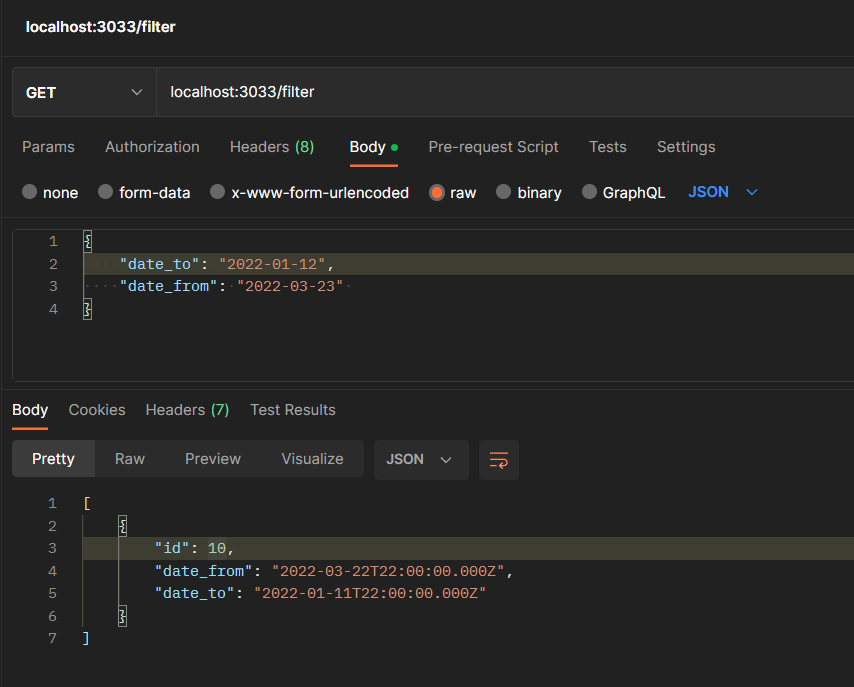 localhost:3033/filter
GET localhost:3033/filter
Params Authorization Headers (8) Body Pre-request Script Tests Settings
none form-data x-www-form-urlencoded raw binary GraphQL JSON
1 {
2 "date_to": "2022-01-12",
3 "date_from": "2022-03-23"
4 }
Body Cookies Headers (7) Test Results
Pretty Raw Preview Visualize JSON
1 [
2 {
3 "id": 10,
4 "date_from": "2022-03-22T22:00:00.000Z",
5 "date_to": "2022-01-11T22:00:00.000Z"
6 }
7 ]